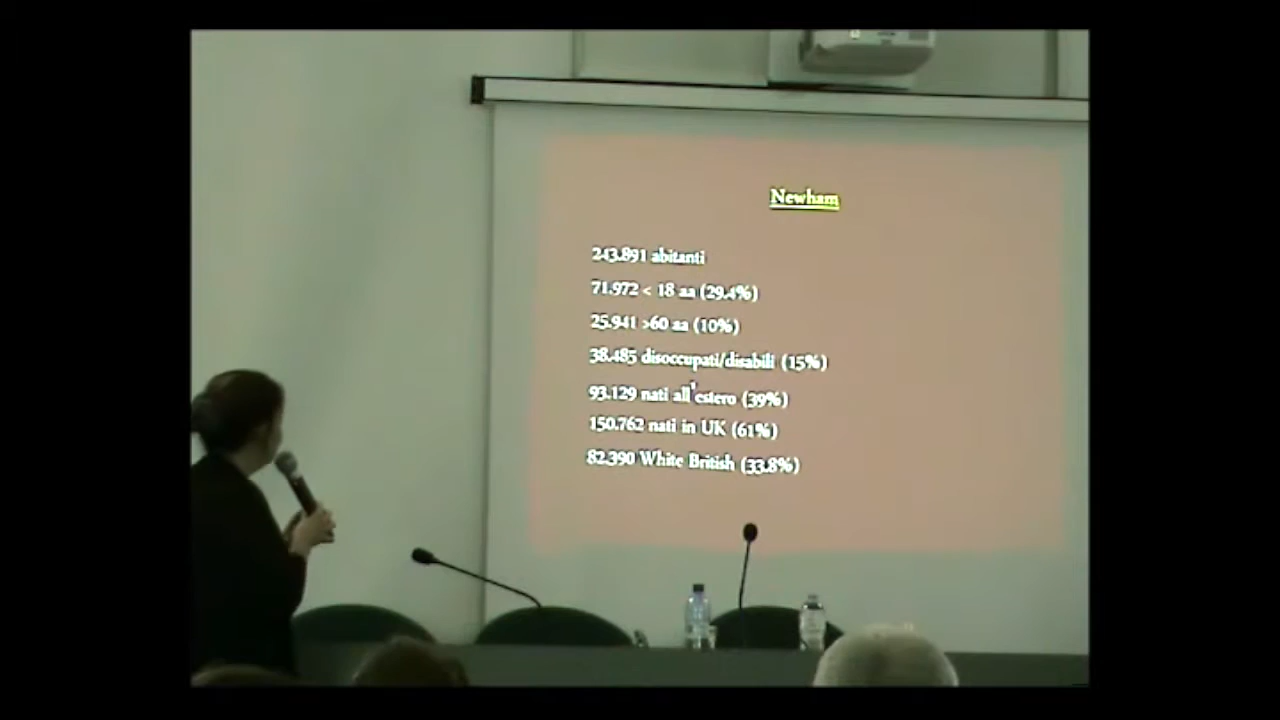 Newham
243.891 abitanti
71.972 < 18 aa (29.4%)
25.941 >60 aa (10%)
38.485 disoccupati/disabili (15%)
93.129 nati all'estero (39%)
150.762 nati in UK (61%)
82.390 White British (33.8%)